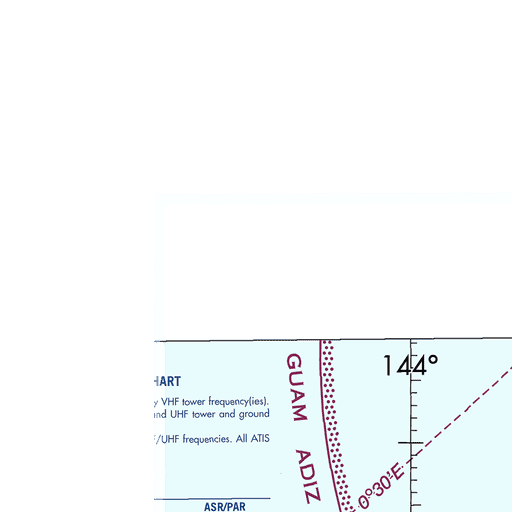 HART
y VHF tower frequency(ies).
nd UHF tower and ground
/UHF frequencies. All ATIS
ASR/PAR
GUAM ADIZ
144°
0°30'E